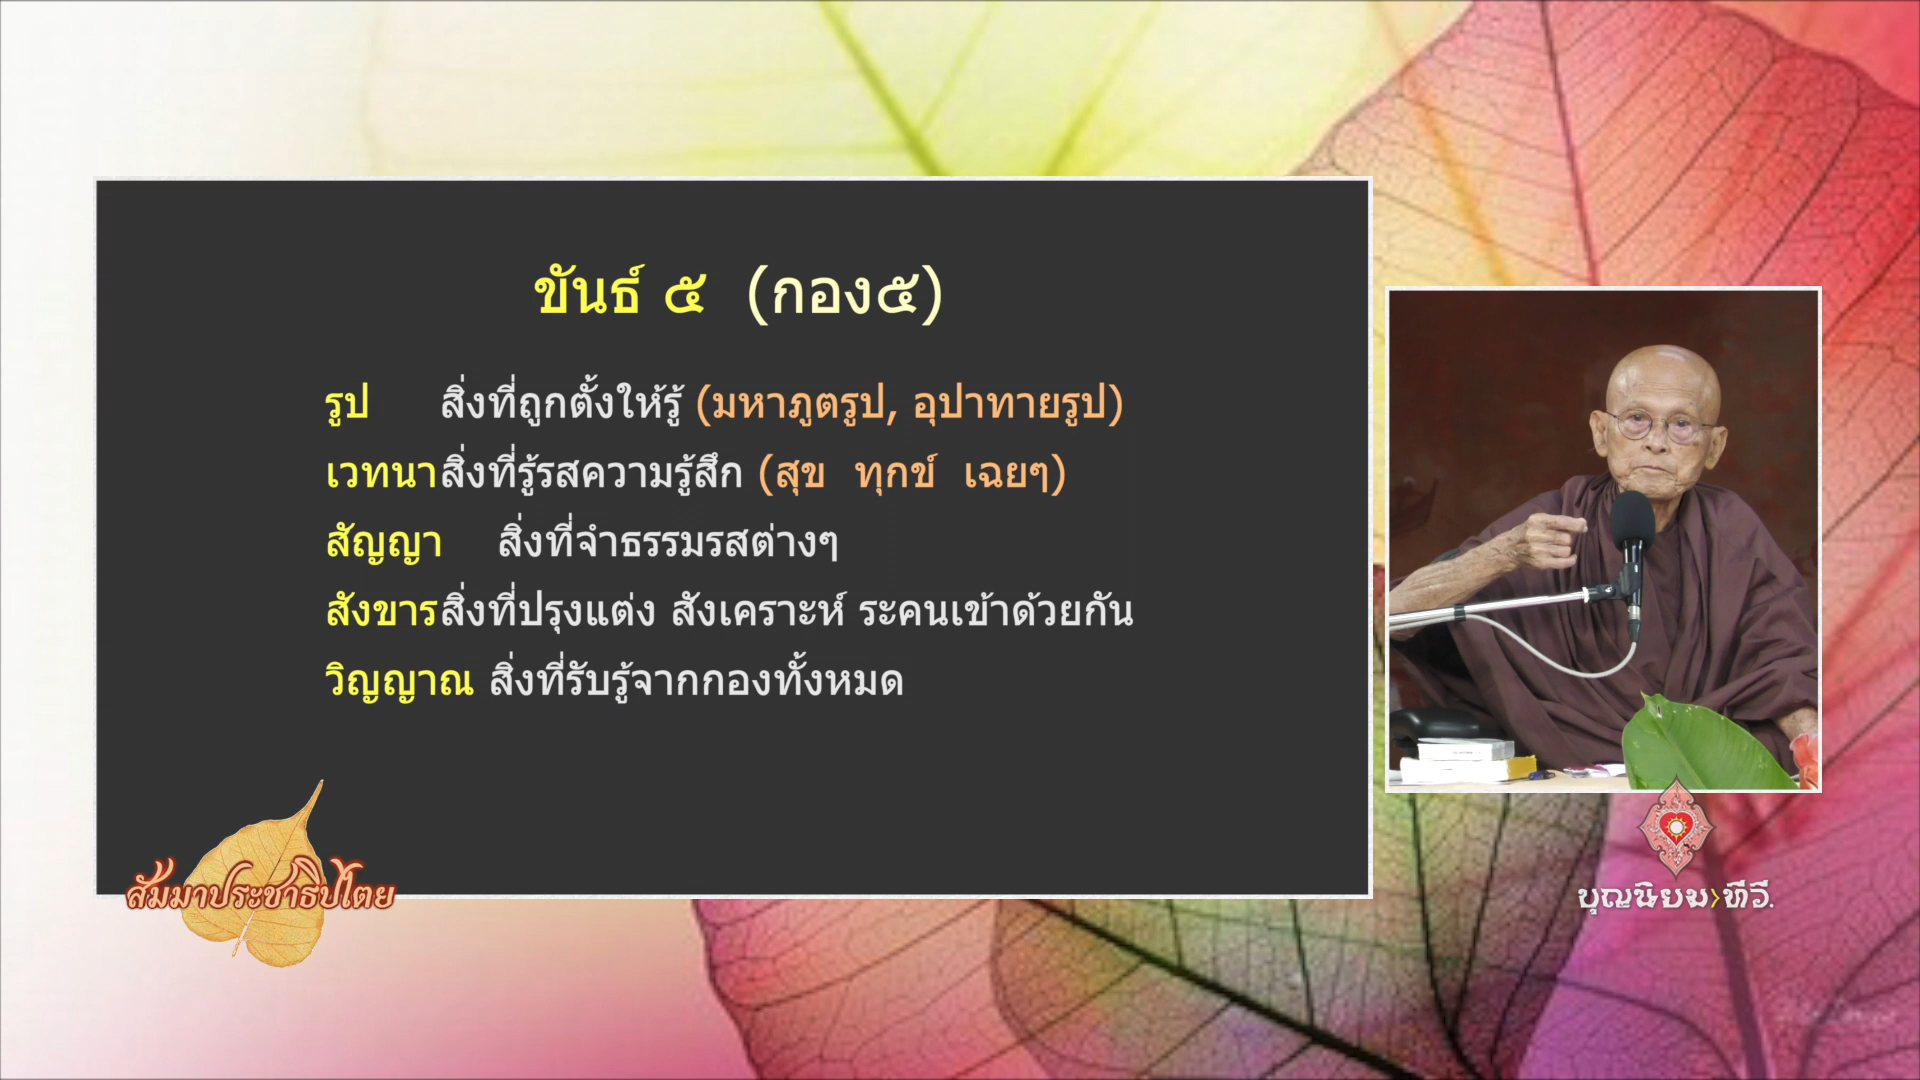 ขันธ์ ๕ (กอง๕)
รูป สิ่งที่ถูกตั้งให้รู้ (มหาภูตรูป, อุปาทายรูป)
เวทนา สิ่งที่รู้รสความรู้สึก (สุข ทุกข์ เฉยๆ)
สัญญา สิ่งที่จำธรรมรสต่างๆ
สังขาร สิ่งที่ปรุงแต่ง สังเคราะห์ ระคนเข้าด้วยกัน
วิญญาณ สิ่งที่รับรู้จากกองทั้งหมด
สัมมาประชาธิปไตย
บุญนิยม>ทีวี.